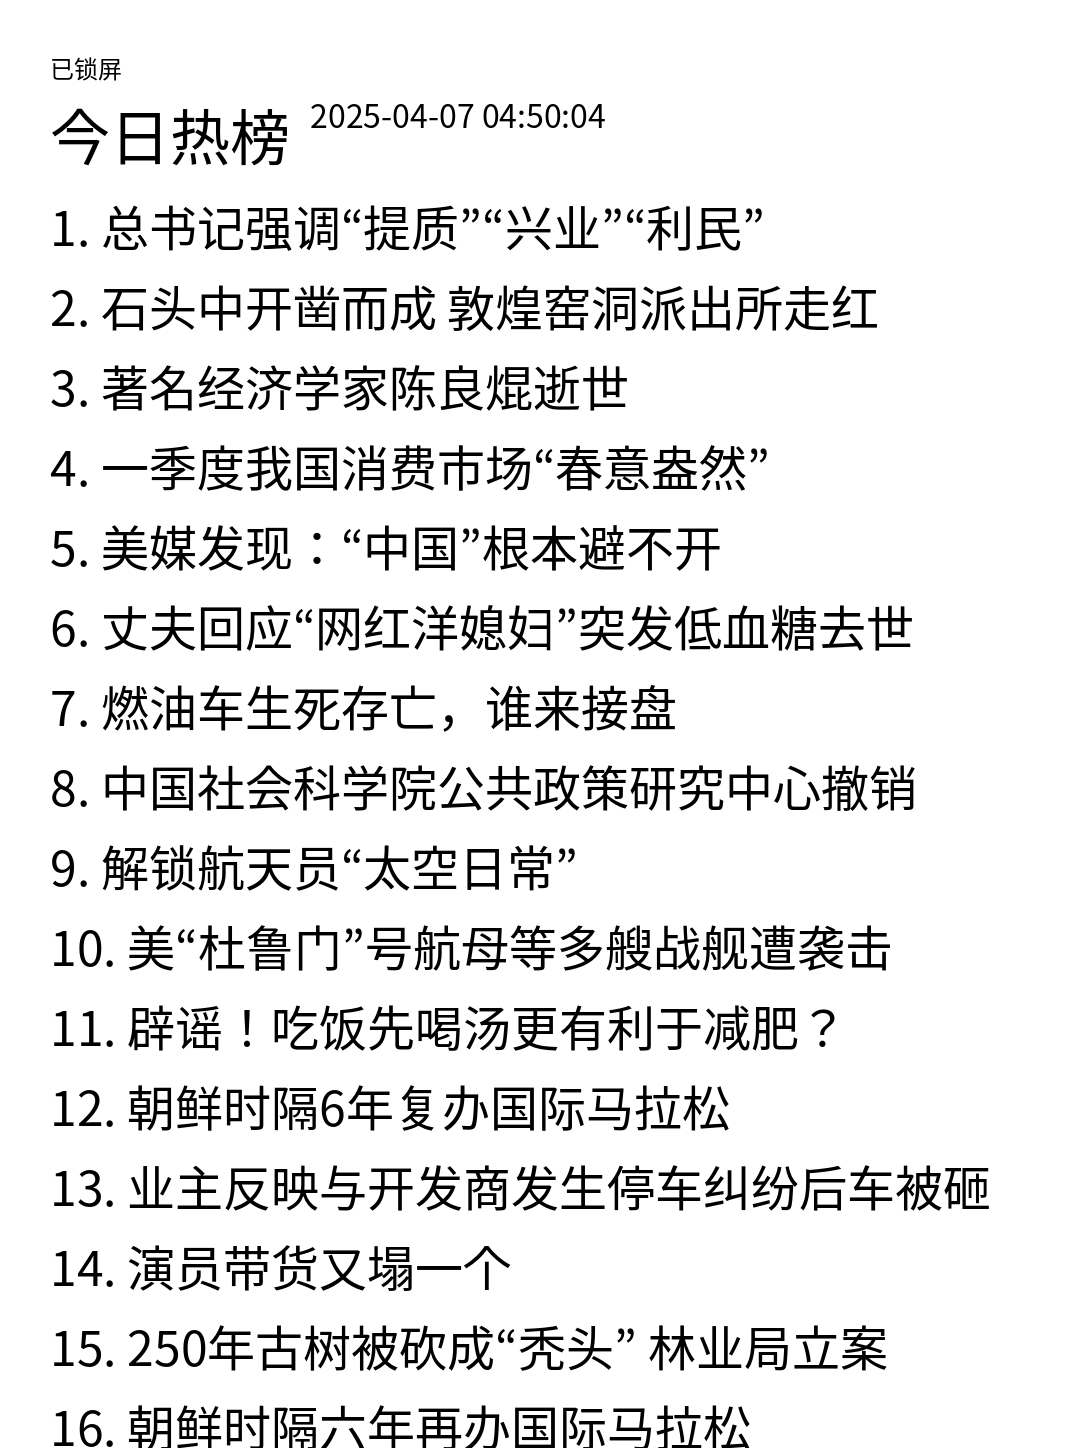 已锁屏
今日热榜 2025-04-07 04:50:04
1. 总书记强调“提质”“兴业”“利民”
2. 石头中开凿而成 敦煌窑洞派出所走红
3. 著名经济学家陈良焜逝世
4. 一季度我国消费市场“春意盎然”
5. 美媒发现：“中国”根本避不开
6. 丈夫回应“网红洋媳妇”突发低血糖去世
7. 燃油车生死存亡，谁来接盘
8. 中国社会科学院公共政策研究中心撤销
9. 解锁航天员“太空日常”
10. 美“杜鲁门”号航母等多艘战舰遭袭击
11. 辟谣！吃饭先喝汤更有利于减肥？
12. 朝鲜时隔6年复办国际马拉松
13. 业主反映与开发商发生停车纠纷后车被砸
14. 演员带货又塌一个
15. 250年古树被砍成“秃头” 林业局立案
16. 朝鲜时隔六年再办国际马拉松